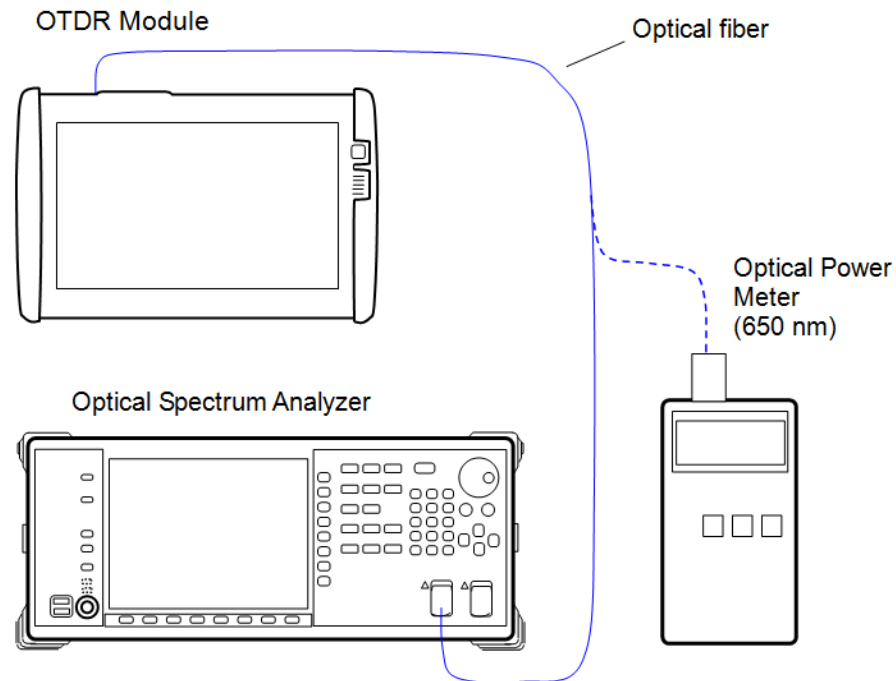 OTDR Module
Optical fiber
Optical Power
Meter
(650 nm)
Optical Spectrum Analyzer